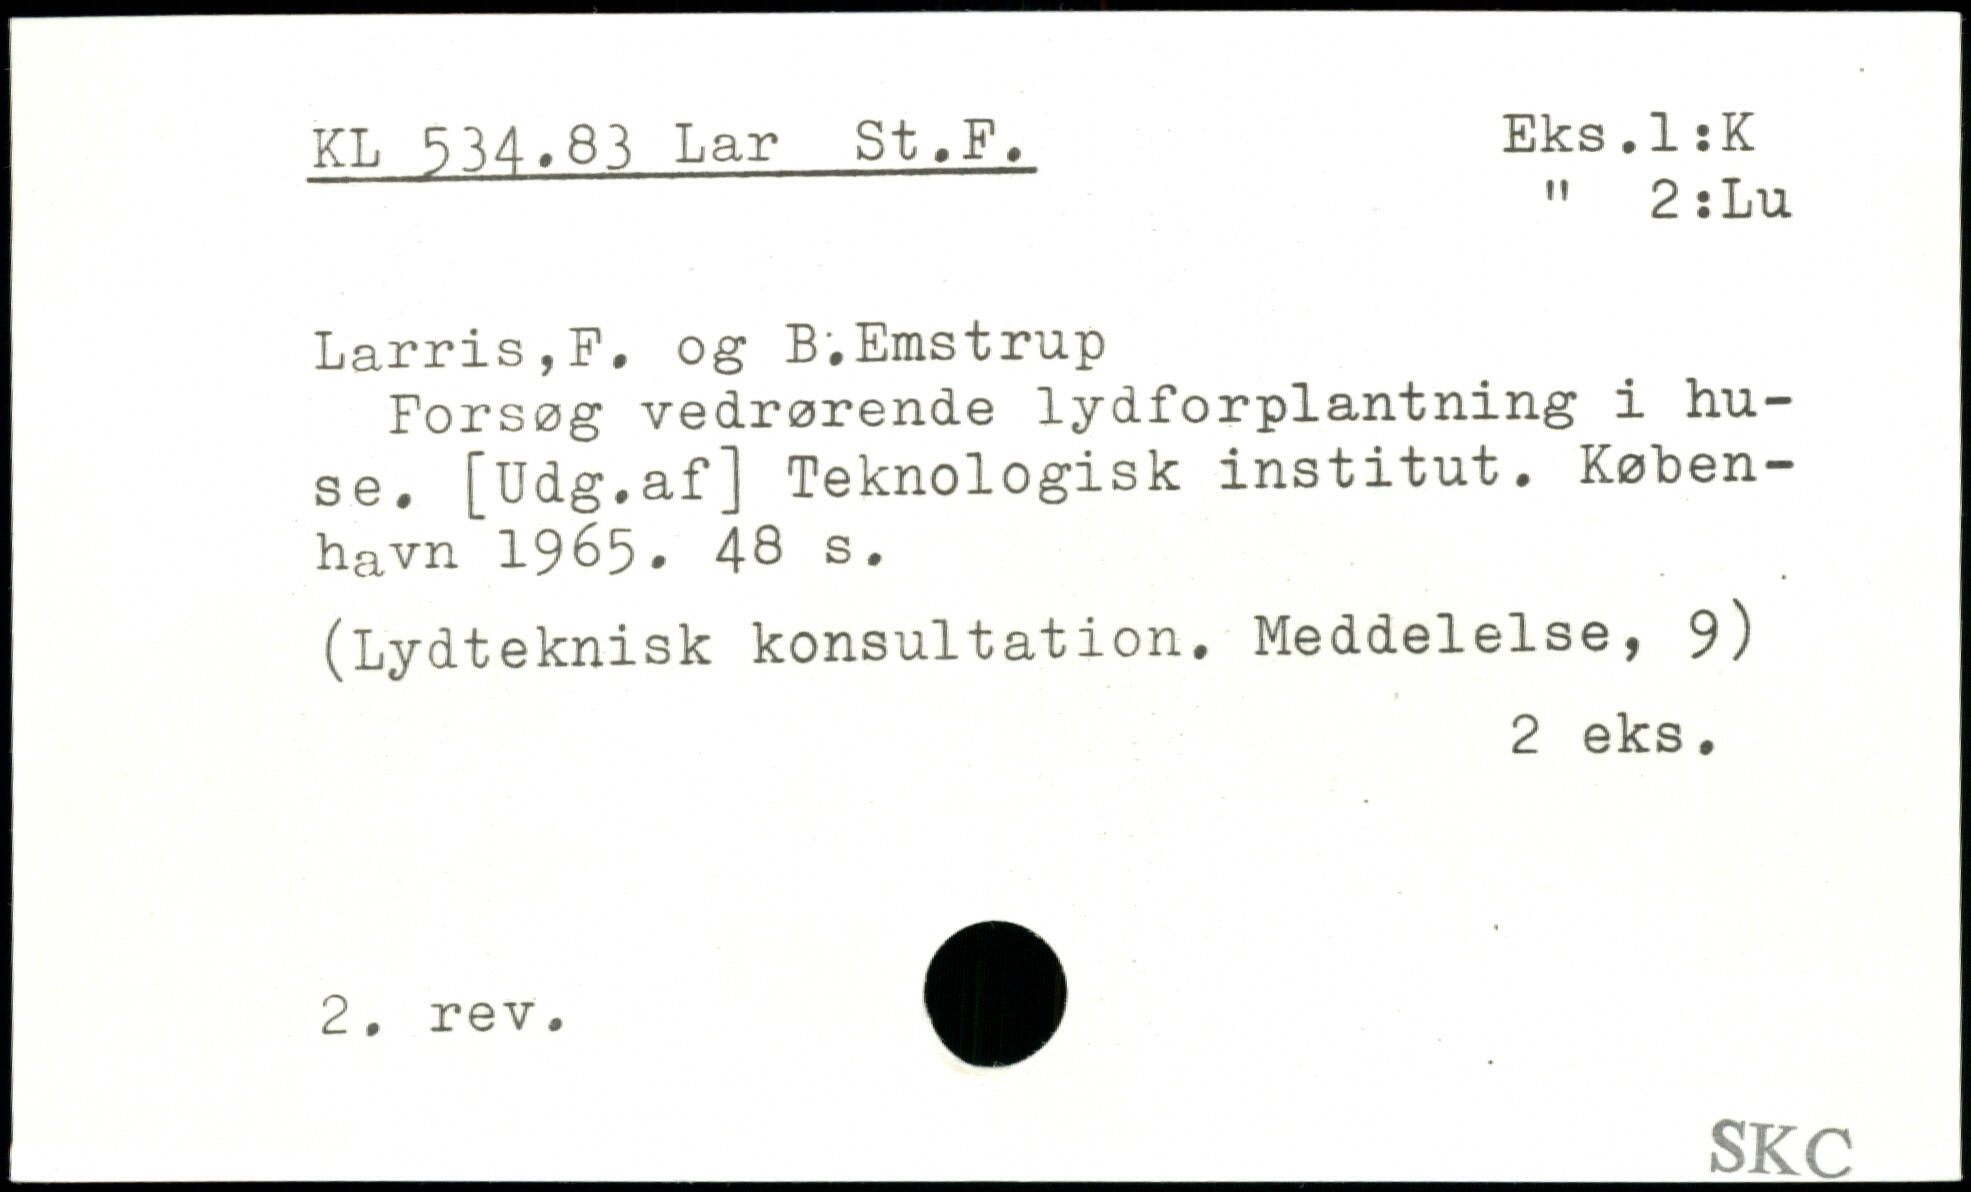 KL 534.83 Lar St.F.
Eks.1:K
" 2:Lu
Larris,F. og B.Emstrup
Forsøg vedrørende lydforplantning i hu-
se. [Udg.af] Teknologisk institut. Køben-
havn 1965. 48 s.
(Lydteknisk konsultation. Meddelelse, 9)
2 eks.
2. rev.
SKC